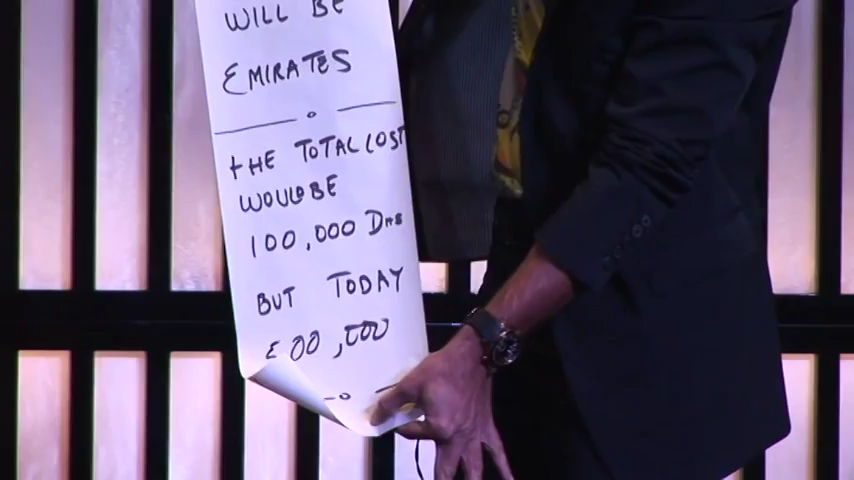 WILL BE
EMIRATES
THE TOTAL COST
WOULD BE
100,000 DHS
BUT TODAY